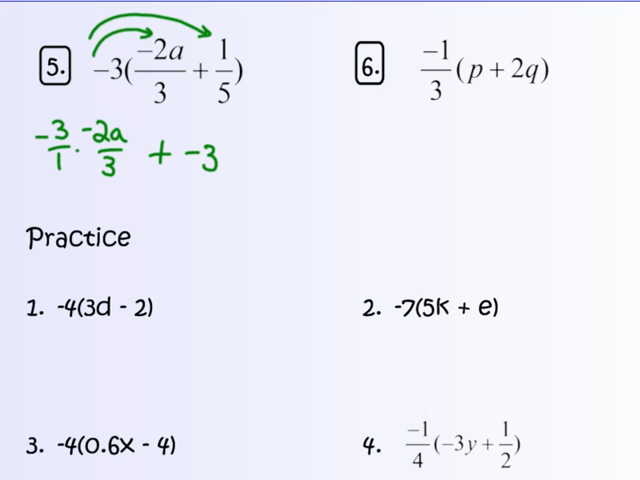 5. −3(−2a/3 + 1/5)
6. −1/3(p + 2q)
−3/1 · −2a/3 + −3
Practice
1. -4(3d - 2)
2. -7(5k + e)
3. -4(0.6x - 4)
4. −1/4(−3y + 1/2)